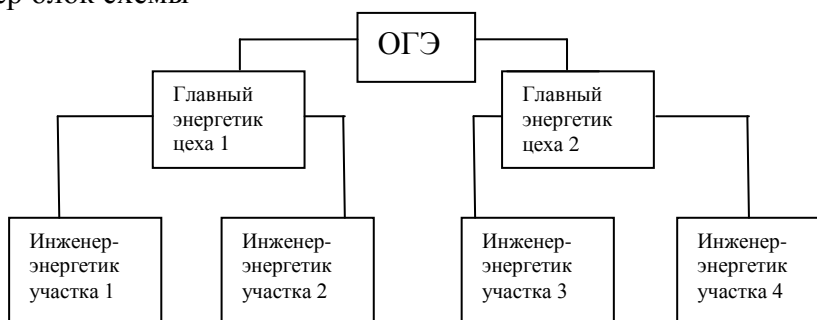 ер блок схемы
ОГЭ
Главный
энергетик
цеха 1
Главный
энергетик
цеха 2
Инженер-
энергетик
участка 1
Инженер-
энергетик
участка 2
Инженер-
энергетик
участка 3
Инженер-
энергетик
участка 4